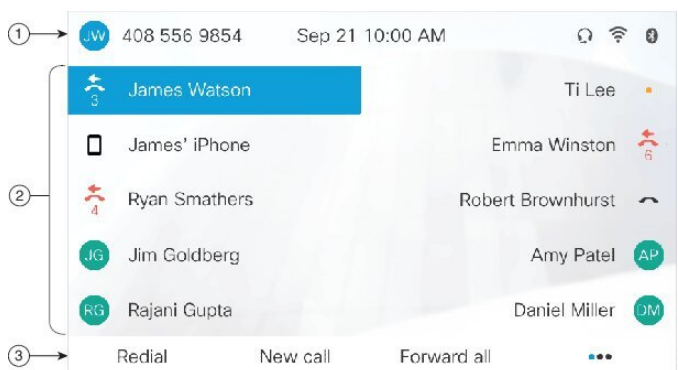 1 JW 408 556 9854 Sep 21 10:00 AM
3 James Watson Ti Lee
James' iPhone Emma Winston 6
2
4 Ryan Smathers Robert Brownhurst
JG Jim Goldberg Amy Patel AP
RG Rajani Gupta Daniel Miller DM
3 Redial New call Forward all